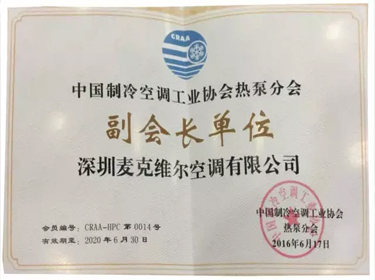 CRAA
中国制冷空调工业协会热泵分会
副会长单位
深圳麦克维尔空调有限公司
会员编号: CRAA-HPC 第0014号
有效期至: 2020年6月30日
中国制冷空调工业协会
热泵分会
2016年6月17日